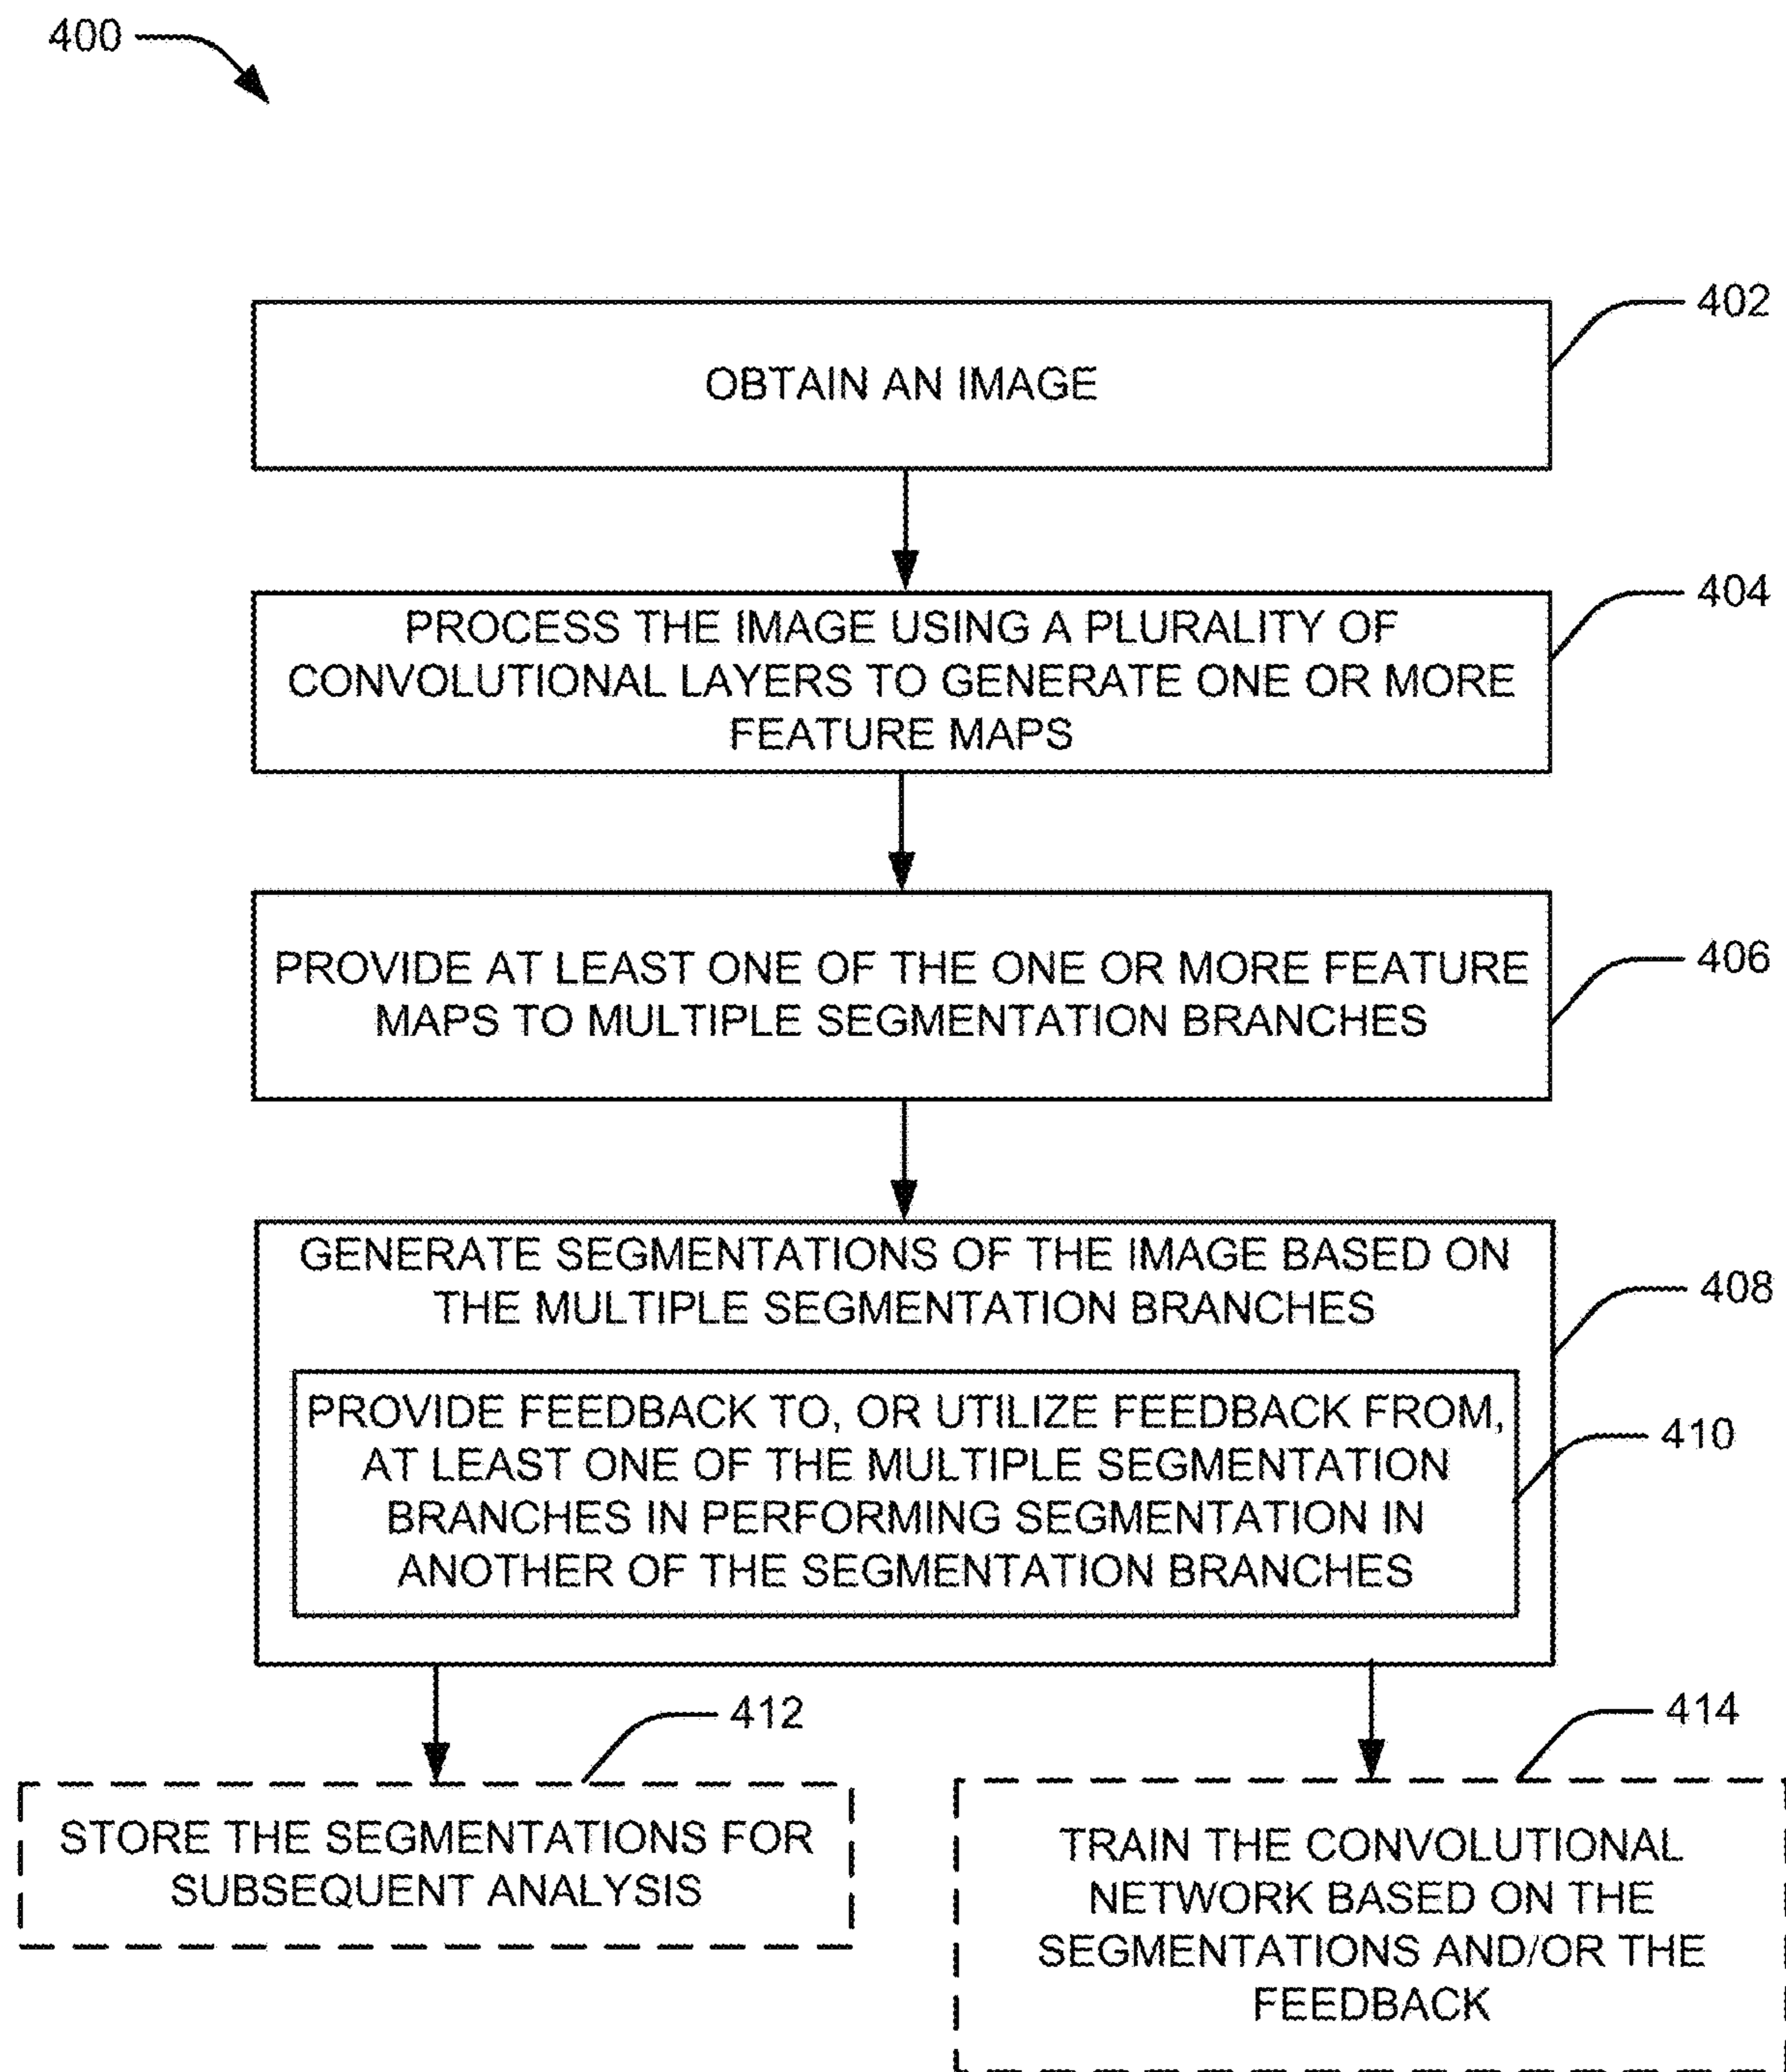 400
402
OBTAIN AN IMAGE
404
PROCESS THE IMAGE USING A PLURALITY OF
CONVOLUTIONAL LAYERS TO GENERATE ONE OR MORE
FEATURE MAPS
406
PROVIDE AT LEAST ONE OF THE ONE OR MORE FEATURE
MAPS TO MULTIPLE SEGMENTATION BRANCHES
GENERATE SEGMENTATIONS OF THE IMAGE BASED ON
THE MULTIPLE SEGMENTATION BRANCHES
408
PROVIDE FEEDBACK TO, OR UTILIZE FEEDBACK FROM,
AT LEAST ONE OF THE MULTIPLE SEGMENTATION
BRANCHES IN PERFORMING SEGMENTATION IN
ANOTHER OF THE SEGMENTATION BRANCHES
410
412
STORE THE SEGMENTATIONS FOR
SUBSEQUENT ANALYSIS
414
TRAIN THE CONVOLUTIONAL
NETWORK BASED ON THE
SEGMENTATIONS AND/OR THE
FEEDBACK